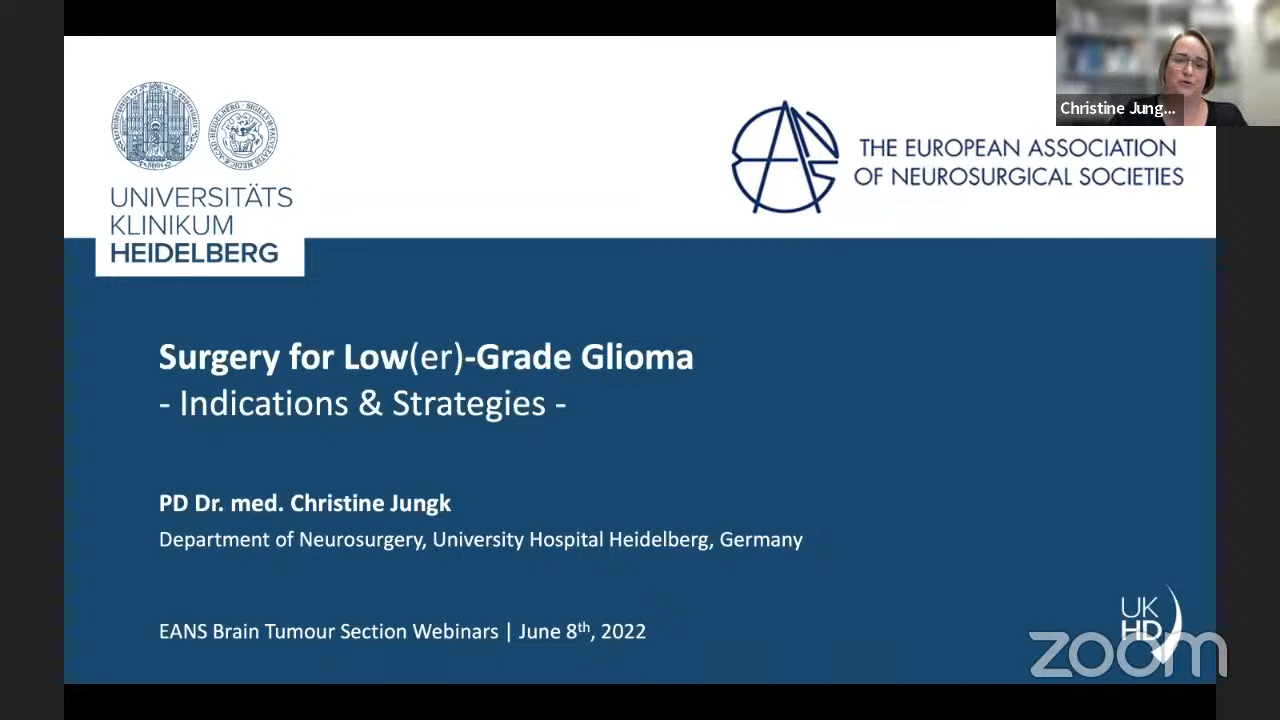 Christine Jung...
UNIVERSITÄTS
KLINIKUM
HEIDELBERG
THE EUROPEAN ASSOCIATION
OF NEUROSURGICAL SOCIETIES
Surgery for Low(er)-Grade Glioma
- Indications & Strategies -
PD Dr. med. Christine Jungk
Department of Neurosurgery, University Hospital Heidelberg, Germany
EANS Brain Tumour Section Webinars | June 8th, 2022
UK
HD
zoom